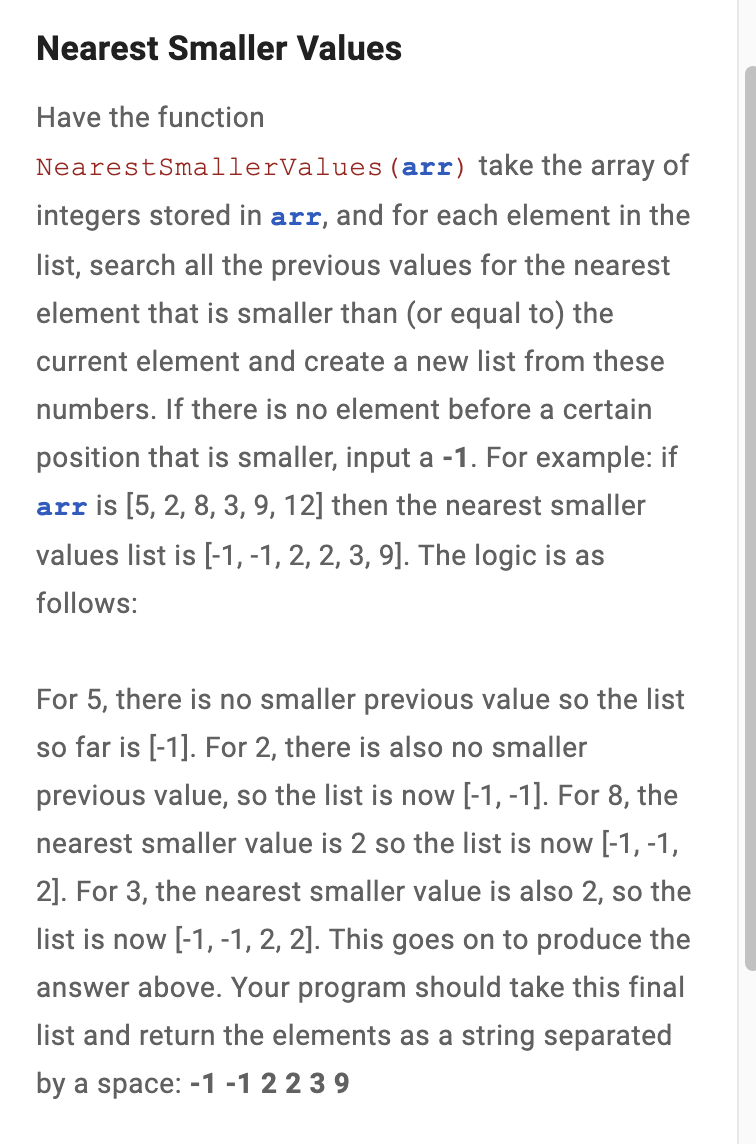 Nearest Smaller Values
Have the function
NearestSmallerValues(arr) take the array of
integers stored in arr, and for each element in the
list, search all the previous values for the nearest
element that is smaller than (or equal to) the
current element and create a new list from these
numbers. If there is no element before a certain
position that is smaller, input a -1. For example: if
arr is [5, 2, 8, 3, 9, 12] then the nearest smaller
values list is [-1, -1, 2, 2, 3, 9]. The logic is as
follows:
For 5, there is no smaller previous value so the list
so far is [-1]. For 2, there is also no smaller
previous value, so the list is now [-1, -1]. For 8, the
nearest smaller value is 2 so the list is now [-1, -1,
2]. For 3, the nearest smaller value is also 2, so the
list is now [-1, -1, 2, 2]. This goes on to produce the
answer above. Your program should take this final
list and return the elements as a string separated
by a space: -1 -1 2 2 3 9